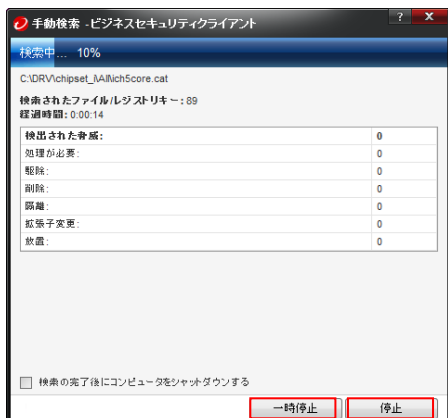 手動検索 -ビジネスセキュリティクライアント
? X
検索中... 10%
C:\DRV\chipset_i\All\ich5core.cat
検索されたファイル/レジストリキー: 89
経過時間: 0:00:14
検出された脅威: 0
処理が必要: 0
駆除: 0
削除: 0
隔離: 0
拡張子変更: 0
放置: 0
検索の完了後にコンピュータをシャットダウンする
一時停止 停止